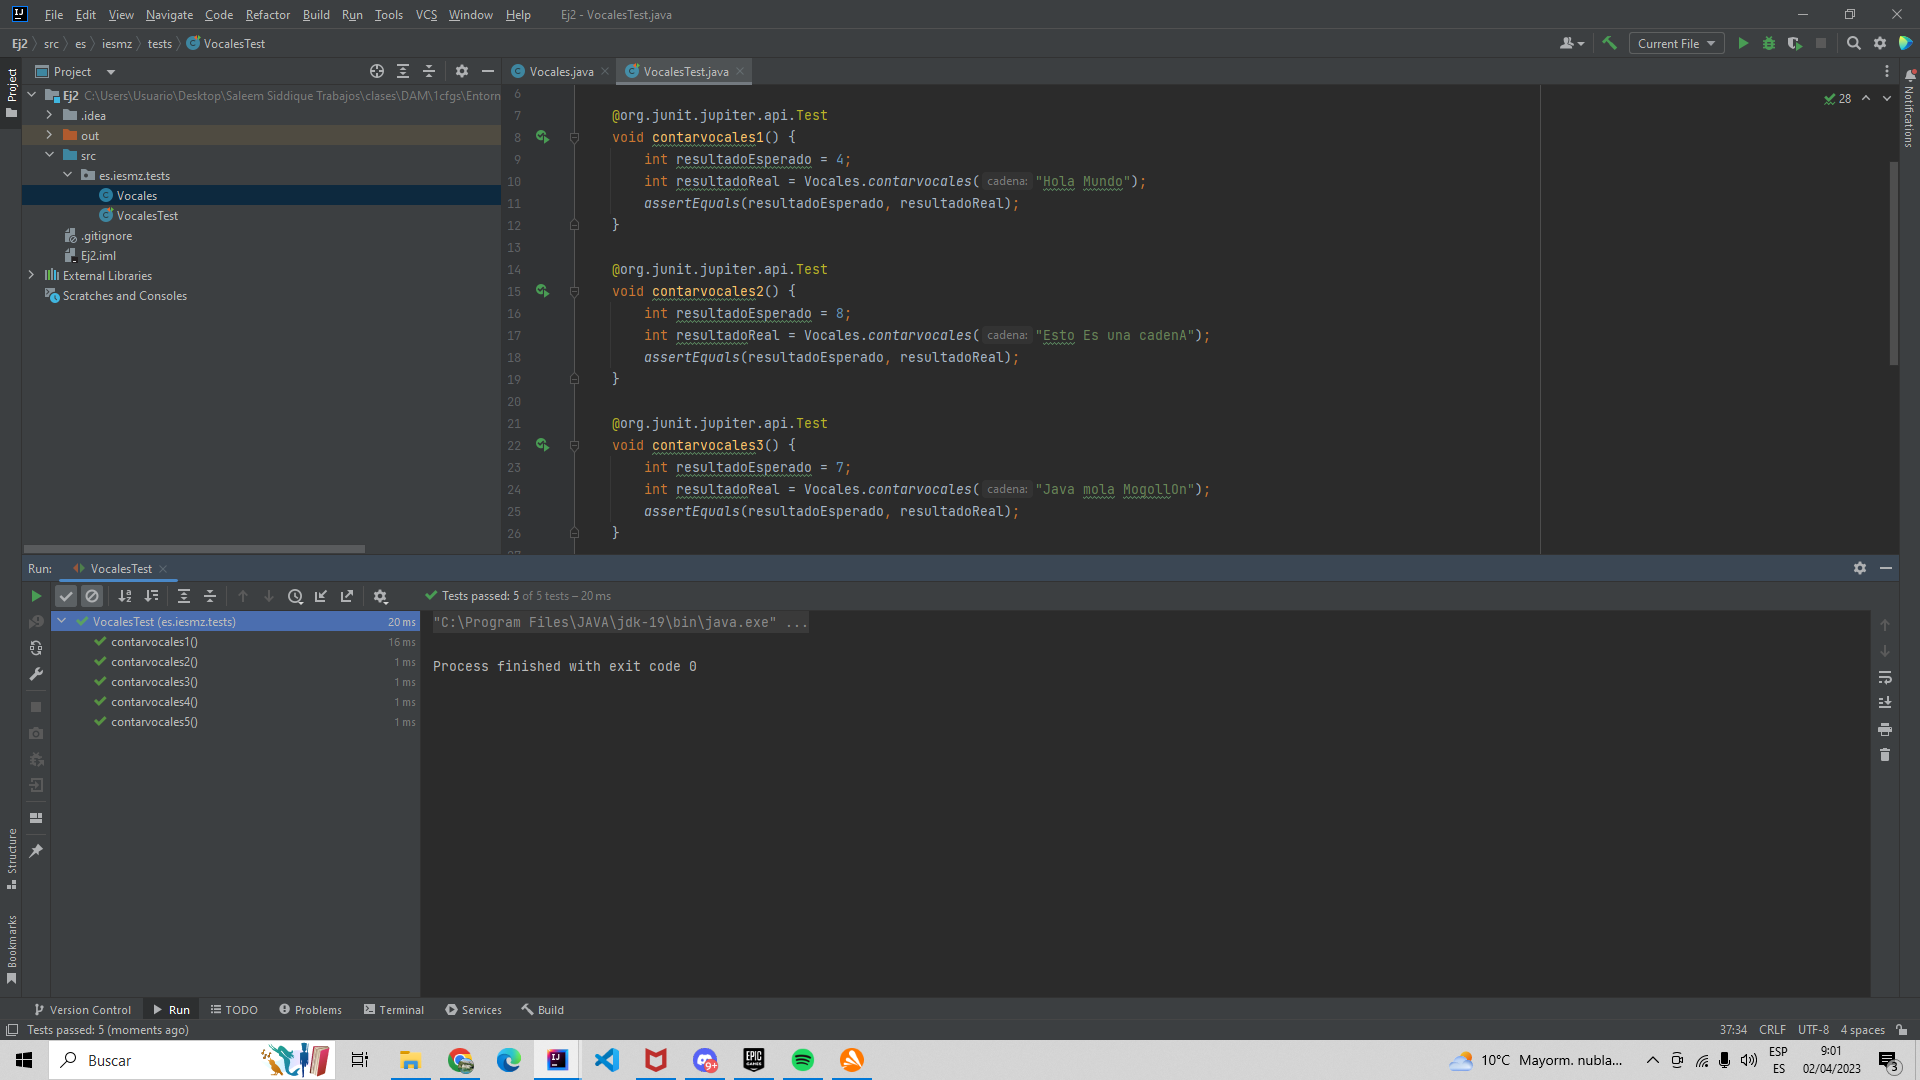 File Edit View Navigate Code Refactor Build Run Tools VCS Window Help Ej2 - VocalesTest.java
Ej2 src es iesmz tests VocalesTest Current File
Project Vocales.java VocalesTest.java
Project
Notifications
Ej2 C:\Users\Usuario\Desktop\Saleem Siddique Trabajos\clases\DAM\1cfgs\Entorn
.idea
out
src
es.iesmz.tests
Vocales
VocalesTest
.gitignore
Ej2.iml
External Libraries
Scratches and Consoles
28
6
7 @org.junit.jupiter.api.Test
8 void contarvocales1() {
9 int resultadoEsperado = 4;
10 int resultadoReal = Vocales.contarvocales( cadena: "Hola Mundo");
11 assertEquals(resultadoEsperado, resultadoReal);
12 }
13
14 @org.junit.jupiter.api.Test
15 void contarvocales2() {
16 int resultadoEsperado = 8;
17 int resultadoReal = Vocales.contarvocales( cadena: "Esto Es una cadenA");
18 assertEquals(resultadoEsperado, resultadoReal);
19 }
20
21 @org.junit.jupiter.api.Test
22 void contarvocales3() {
23 int resultadoEsperado = 7;
24 int resultadoReal = Vocales.contarvocales( cadena: "Java mola MogollOn");
25 assertEquals(resultadoEsperado, resultadoReal);
26 }
27
Run: VocalesTest
Tests passed: 5 of 5 tests – 20 ms
VocalesTest (es.iesmz.tests) 20 ms
contarvocales1() 16 ms
contarvocales2() 1 ms
contarvocales3() 1 ms
contarvocales4() 1 ms
contarvocales5() 1 ms
"C:\Program Files\JAVA\jdk-19\bin\java.exe" ...
Process finished with exit code 0
Structure
Bookmarks
Version Control Run TODO Problems Terminal Services Build
Tests passed: 5 (moments ago) 37:34 CRLF UTF-8 4 spaces
Buscar 9+ EPIC GAMES 10°C Mayorm. nubla... ESP 9:01
ES 02/04/2023 3